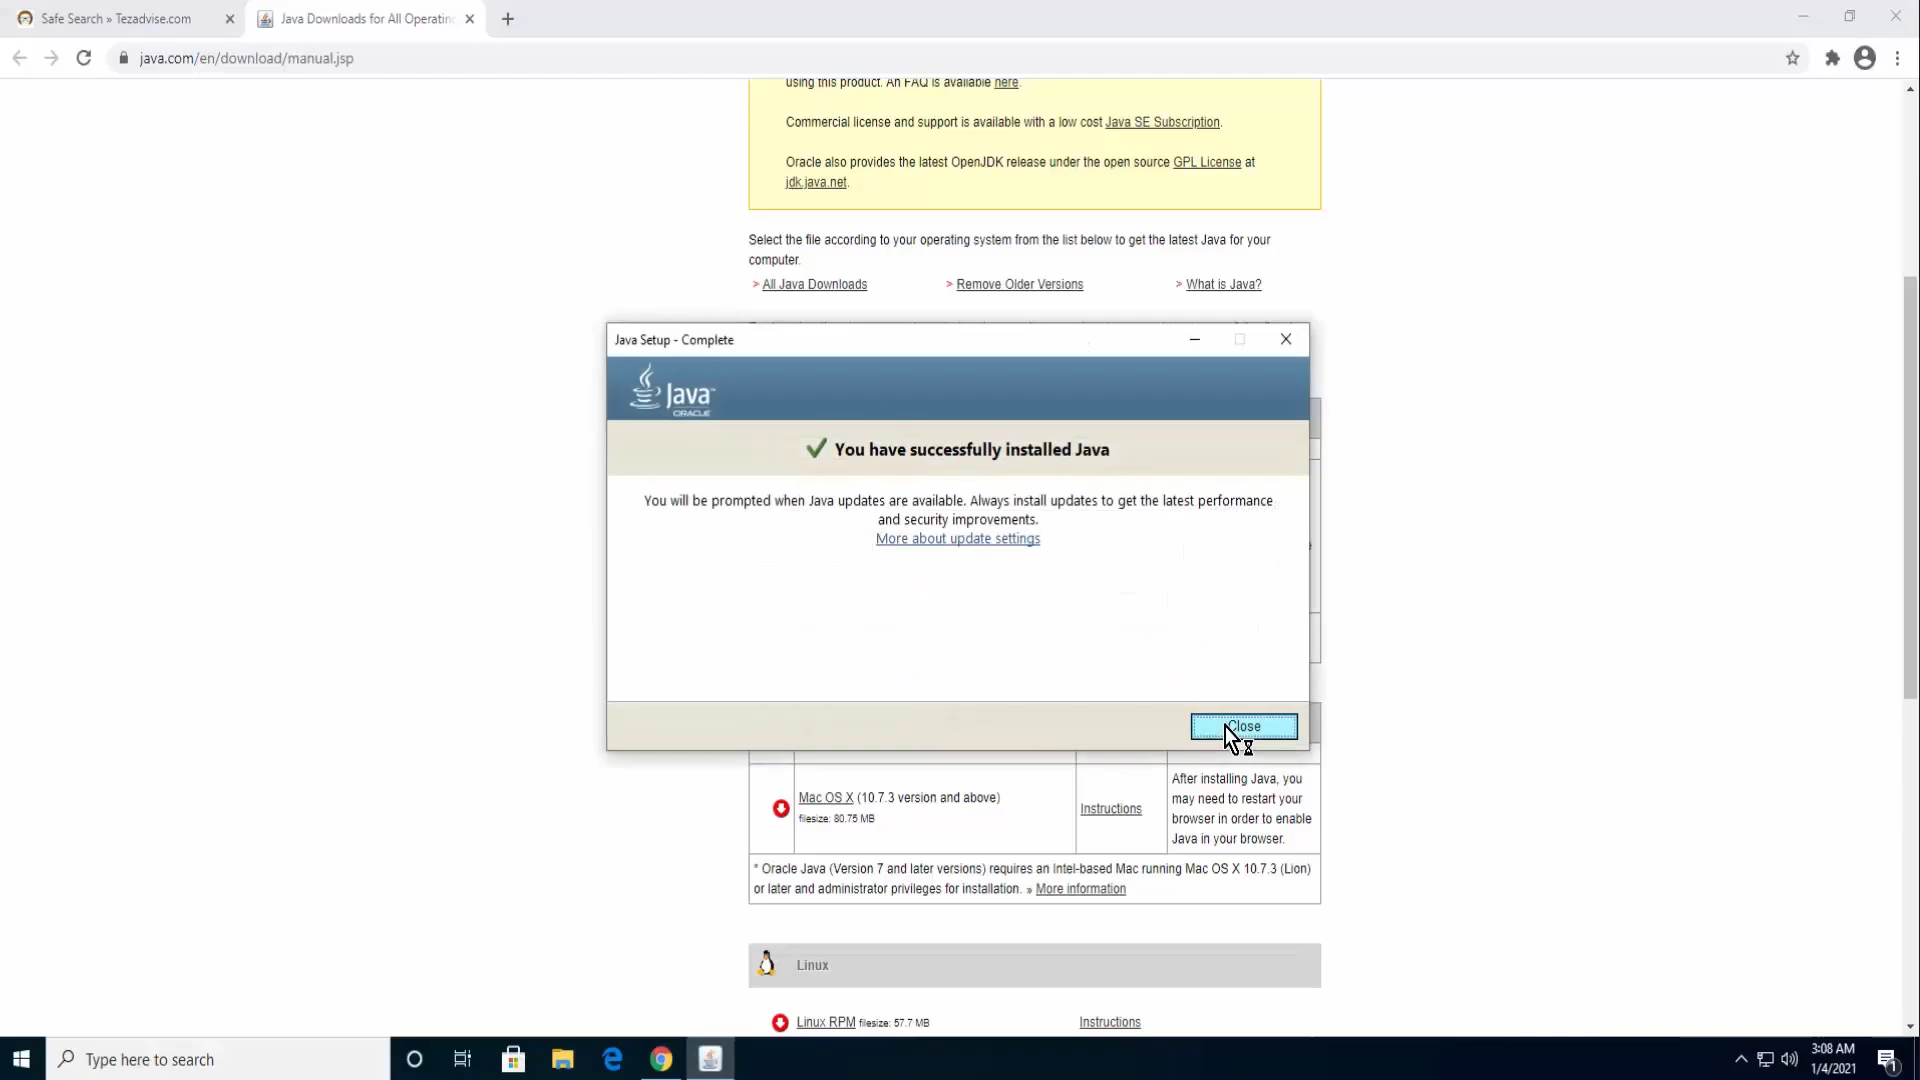 Safe Search » Tezadvise.com
Java Downloads for All Operating
java.com/en/download/manual.jsp
using this product. An FAQ is available here.
Commercial license and support is available with a low cost Java SE Subscription.
Oracle also provides the latest OpenJDK release under the open source GPL License at
jdk.java.net.
Select the file according to your operating system from the list below to get the latest Java for your
computer.
> All Java Downloads > Remove Older Versions > What is Java?
Java Setup - Complete
Java
ORACLE
You have successfully installed Java
You will be prompted when Java updates are available. Always install updates to get the latest performance
and security improvements.
More about update settings
Close
Mac OS X (10.7.3 version and above)
filesize: 80.75 MB
Instructions
After installing Java, you
may need to restart your
browser in order to enable
Java in your browser.
* Oracle Java (Version 7 and later versions) requires an Intel-based Mac running Mac OS X 10.7.3 (Lion)
or later and administrator privileges for installation. » More information
Linux
Linux RPM filesize: 57.7 MB
Instructions
Type here to search
3:08 AM
1/4/2021
1